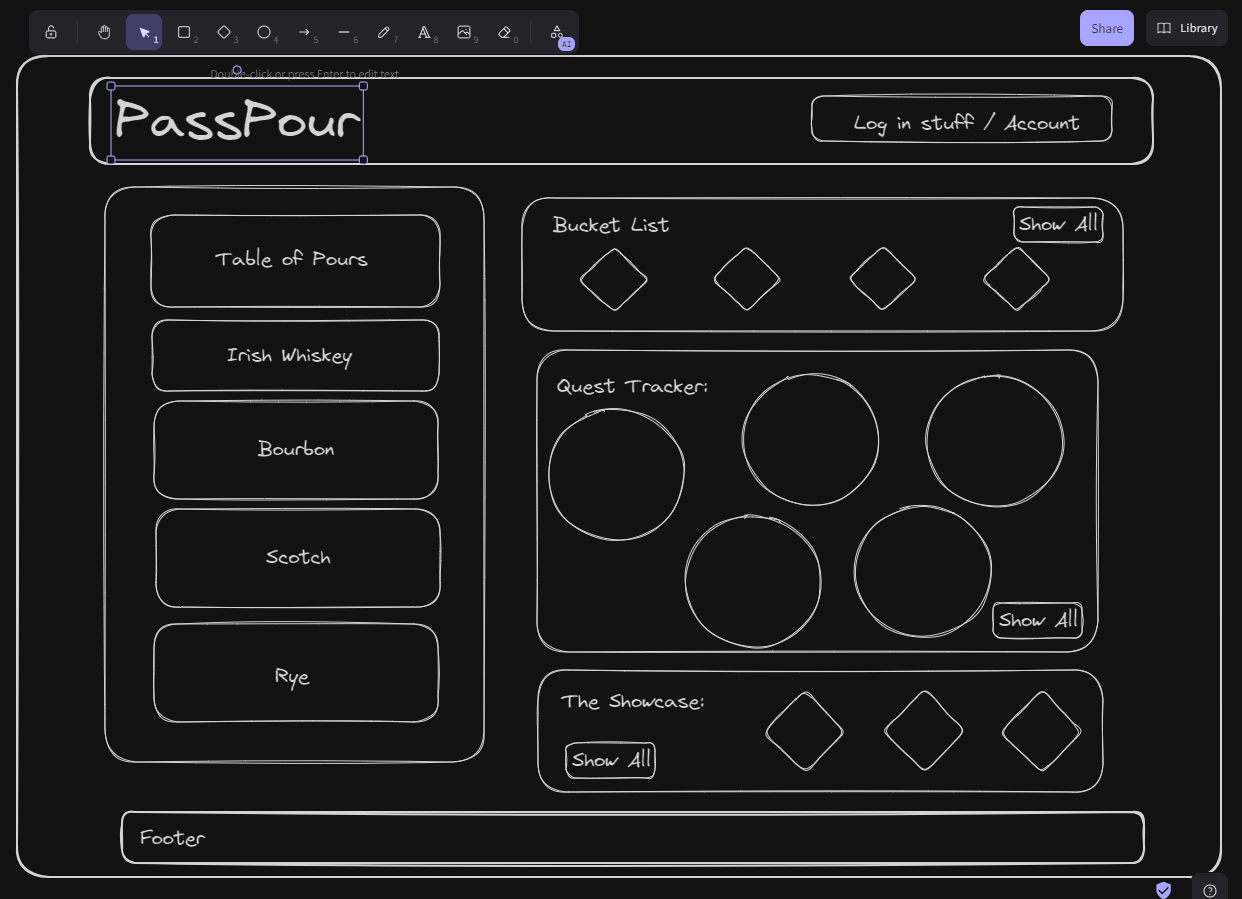 1
2
3
4
5
6
7
8
9
0
AI
Share
Library
Double-click or press Enter to edit text
PassPour
Log in stuff / Account
Table of Pours
Irish Whiskey
Bourbon
Scotch
Rye
Bucket List
Show All
Quest Tracker:
Show All
The Showcase:
Show All
Footer